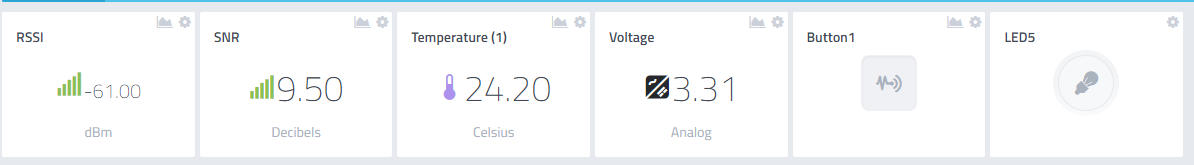 RSSI
SNR
Temperature (1)
Voltage
Button1
LED5
-61.00
9.50
24.20
3.31
dBm
Decibels
Celsius
Analog